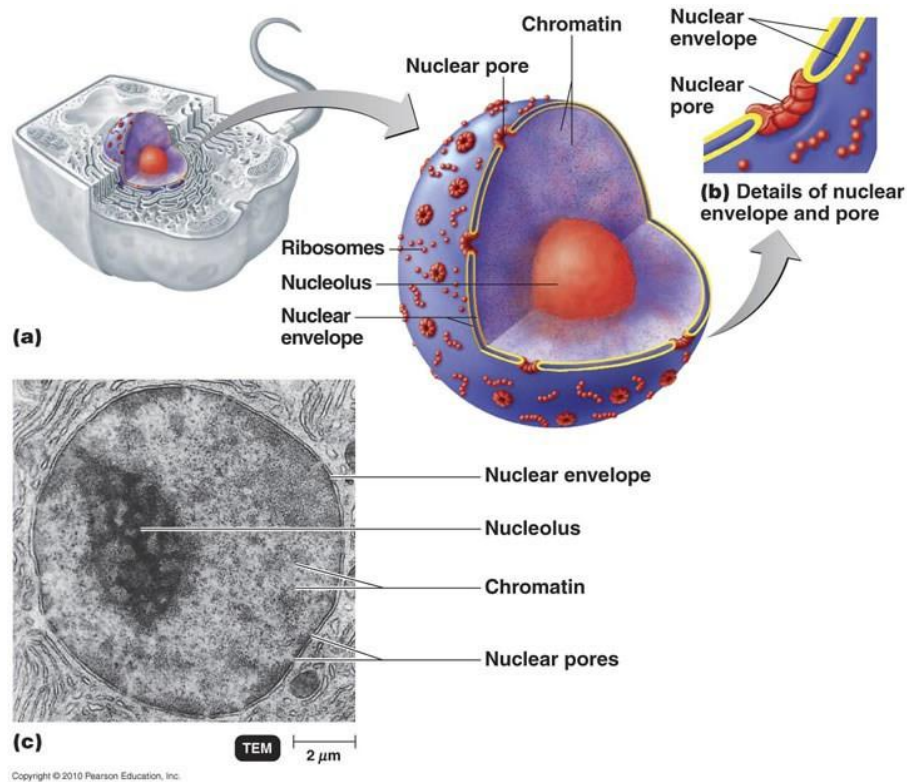 Chromatin
Nuclear pore
Nuclear
envelope
Nuclear
pore
(b) Details of nuclear
envelope and pore
Ribosomes
Nucleolus
Nuclear
envelope
(a)
Nuclear envelope
Nucleolus
Chromatin
Nuclear pores
(c)
TEM
2 μm
Copyright © 2010 Pearson Education, Inc.